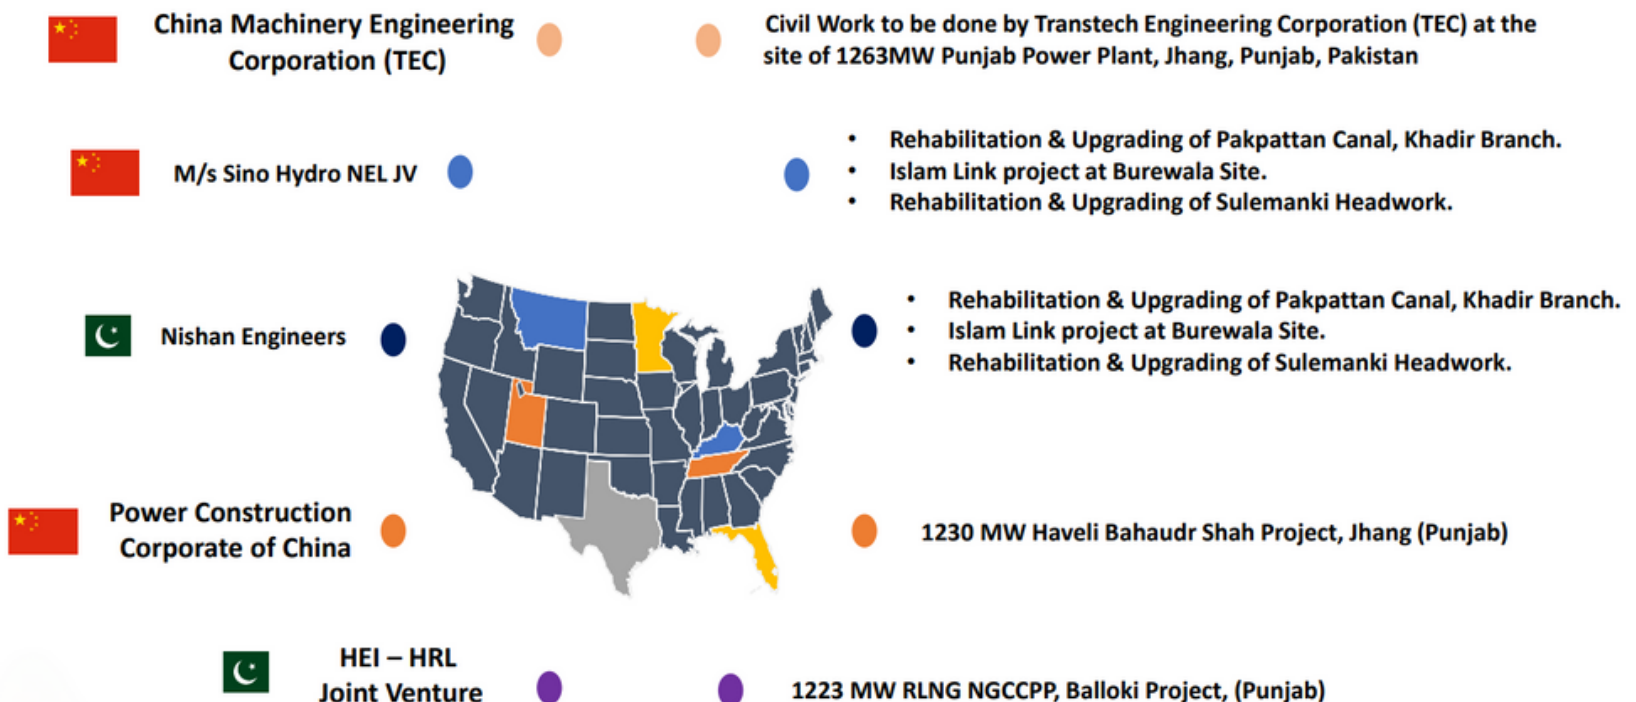 China Machinery Engineering
Corporation (TEC)
Civil Work to be done by Transtech Engineering Corporation (TEC) at the
site of 1263MW Punjab Power Plant, Jhang, Punjab, Pakistan
M/s Sino Hydro NEL JV
• Rehabilitation & Upgrading of Pakpattan Canal, Khadir Branch.
• Islam Link project at Burewala Site.
• Rehabilitation & Upgrading of Sulemanki Headwork.
Nishan Engineers
• Rehabilitation & Upgrading of Pakpattan Canal, Khadir Branch.
• Islam Link project at Burewala Site.
• Rehabilitation & Upgrading of Sulemanki Headwork.
Power Construction
Corporate of China
1230 MW Haveli Bahaudr Shah Project, Jhang (Punjab)
HEI – HRL
Joint Venture
1223 MW RLNG NGCCPP, Balloki Project, (Punjab)